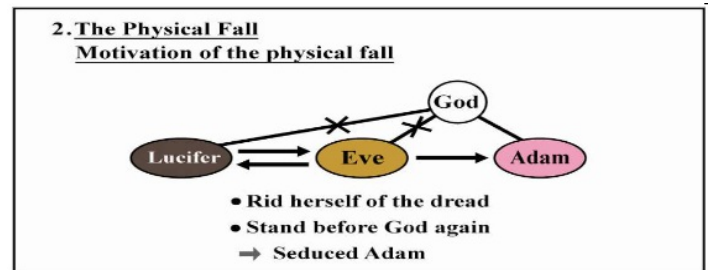 2. The Physical Fall
Motivation of the physical fall
God
Lucifer Eve Adam
• Rid herself of the dread
• Stand before God again
➡ Seduced Adam